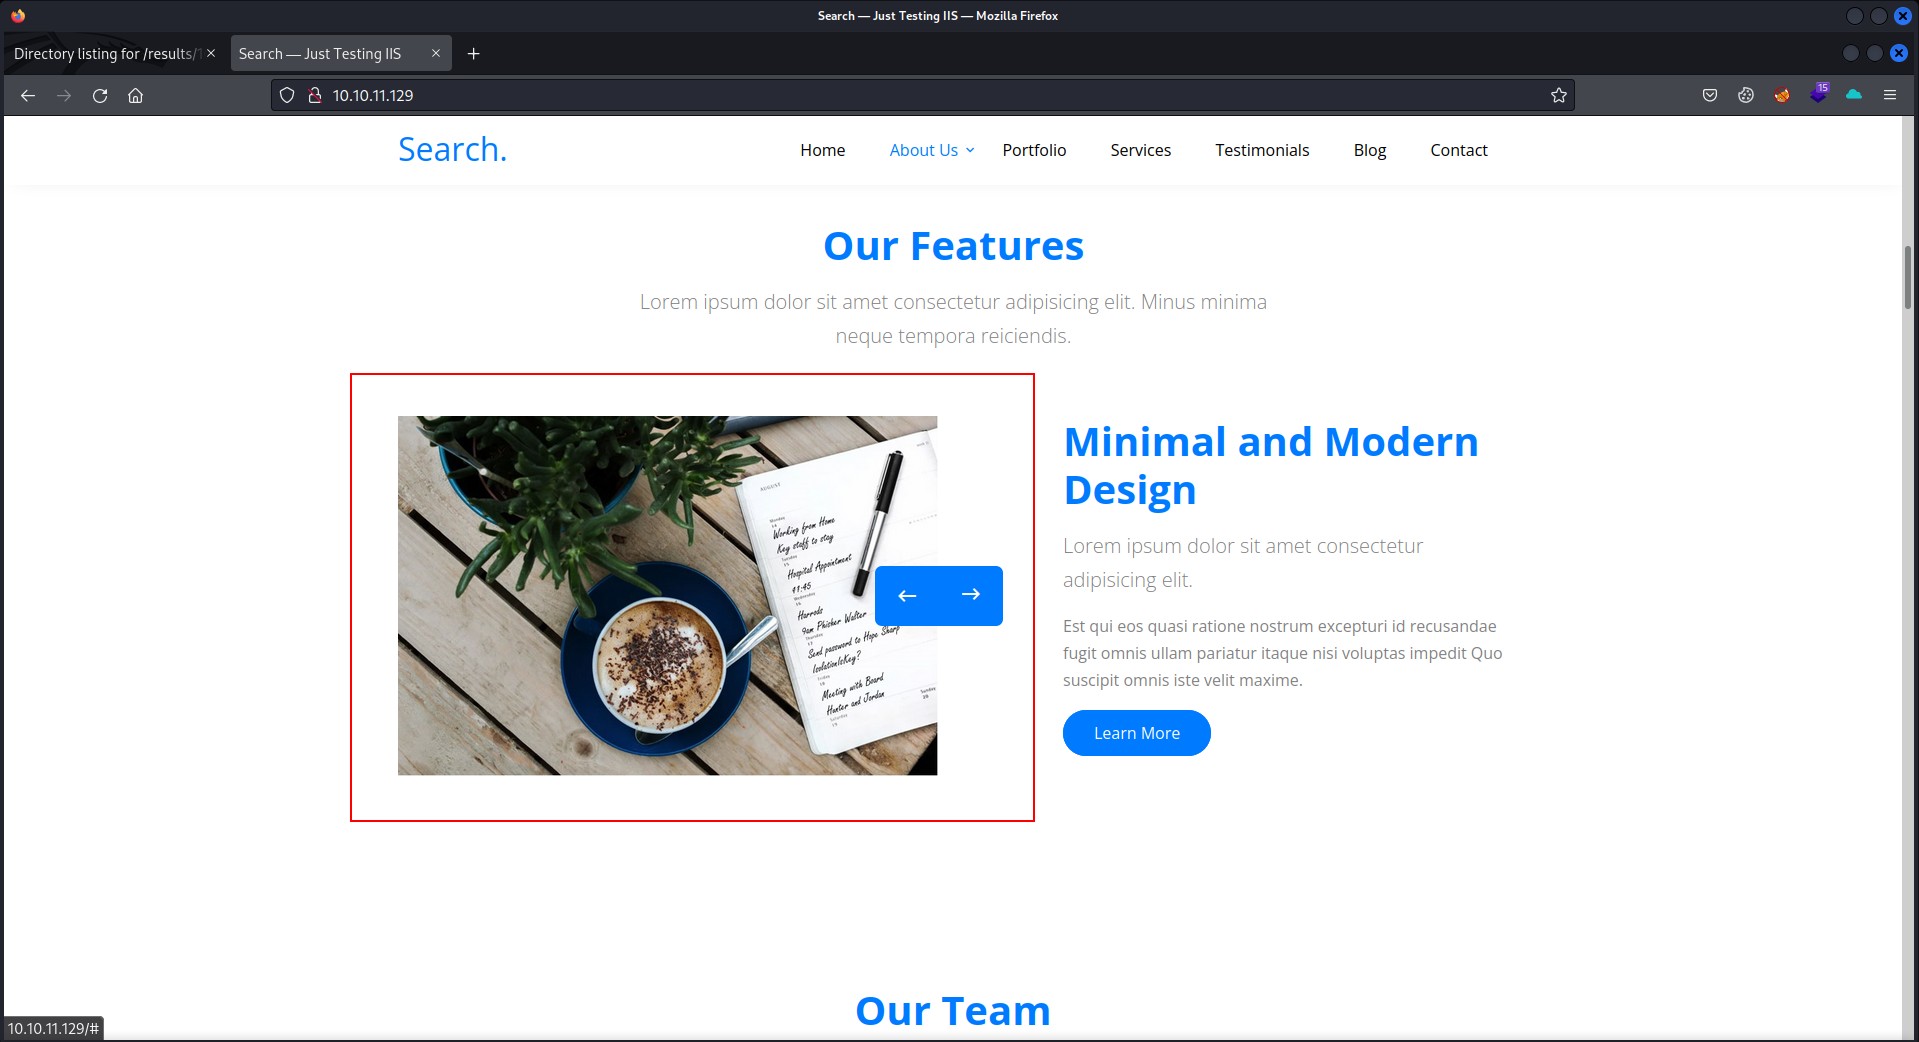 Search — Just Testing IIS — Mozilla Firefox
Directory listing for /results/
Search — Just Testing IIS
10.10.11.129
15
Search.
Home About Us Portfolio Services Testimonials Blog Contact
Our Features
Lorem ipsum dolor sit amet consectetur adipisicing elit. Minus minima
neque tempora reiciendis.
AUGUST
Monday
Working from Home
Key staff to stay
Tuesday
Hospital Appointment
11:45
Wednesday
Harrods
9am Phisher Walter
Thursday
Send password to Hope Sharp
IsolationIsKey?
Friday
Meeting with Board
Hunter and Jordan
Saturday
Sunday
Minimal and Modern
Design
Lorem ipsum dolor sit amet consectetur
adipisicing elit.
Est qui eos quasi ratione nostrum excepturi id recusandae
fugit omnis ullam pariatur itaque nisi voluptas impedit Quo
suscipit omnis iste velit maxime.
Learn More
Our Team
10.10.11.129/#